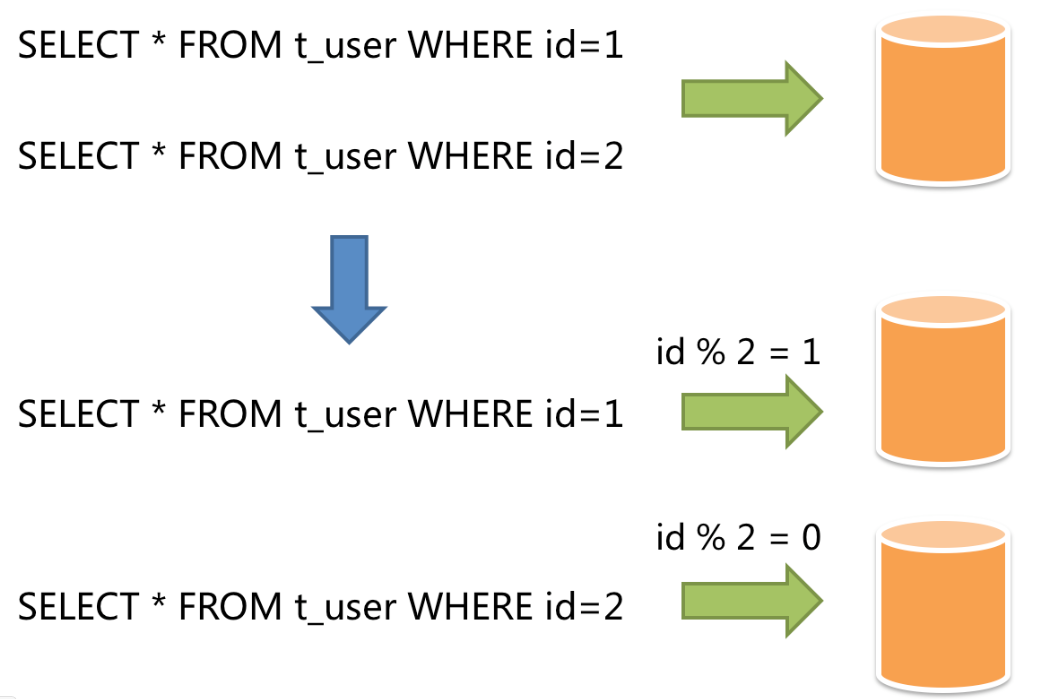 SELECT * FROM t_user WHERE id=1
SELECT * FROM t_user WHERE id=2
id % 2 = 1
SELECT * FROM t_user WHERE id=1
id % 2 = 0
SELECT * FROM t_user WHERE id=2